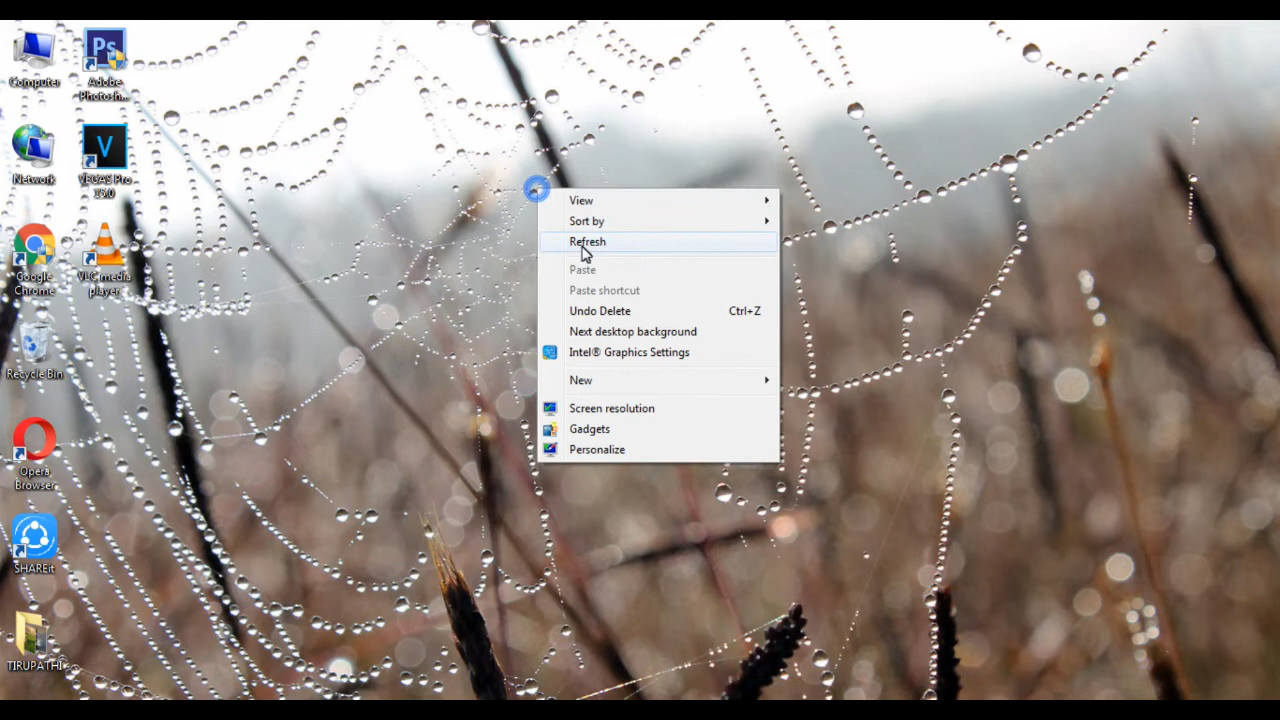 Computer
Ps
Adobe
Photosh...
Network
V
VEGAS Pro
15.0
Google
Chrome
VLC media
player
Recycle Bin
Opera
Browser
SHAREit
TIRUPATHI
View
Sort by
Refresh
Paste
Paste shortcut
Undo Delete Ctrl+Z
Next desktop background
Intel® Graphics Settings
New
Screen resolution
Gadgets
Personalize